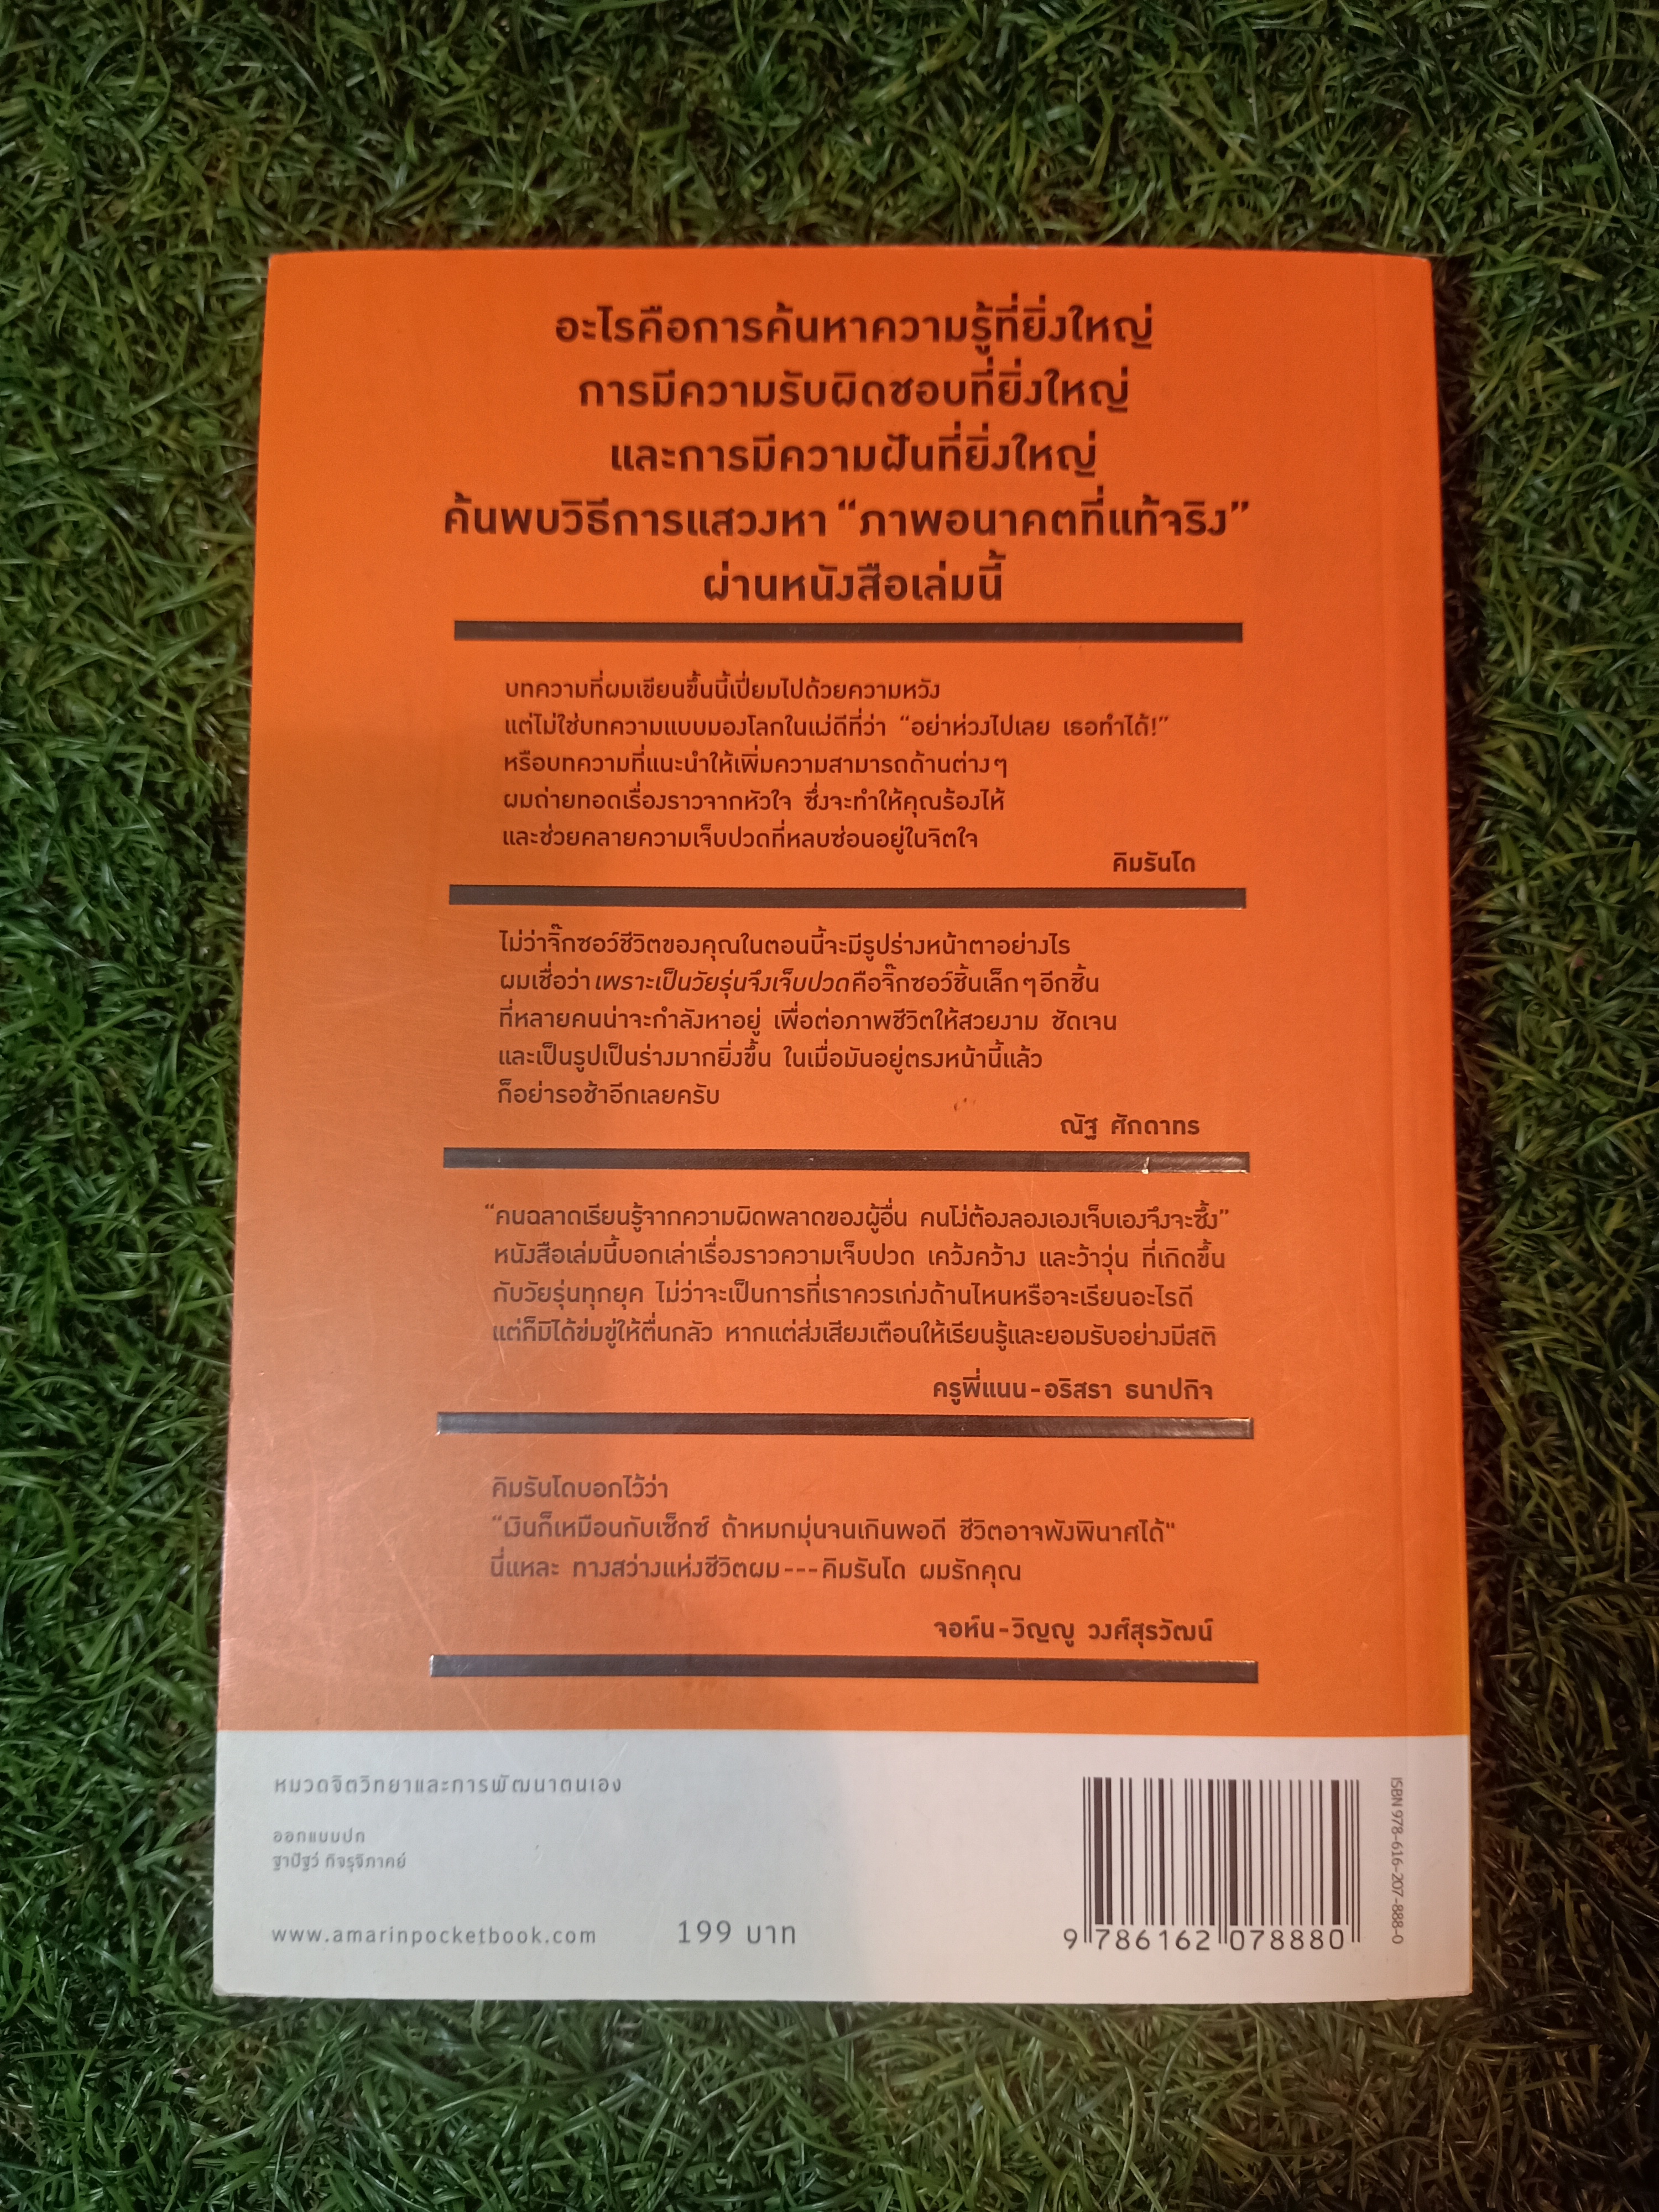 อะไรคือการค้นหาความรู้ที่ยิ่งใหญ่
การมีความรับผิดชอบที่ยิ่งใหญ่
และการมีความฝันที่ยิ่งใหญ่
ค้นพบวิธีการแสวงหา “ภาพอนาคตที่แท้จริง”
ผ่านหนังสือเล่มนี้
บทความที่ผมเขียนขึ้นนี้เปี่ยมไปด้วยความหวัง
แต่ไม่ใช่บทความแบบมองโลกในแง่ดีที่ว่า “อย่าห่วงไปเลย เธอทำได้!”
หรือบทความที่แนะนำให้เพิ่มความสามารถด้านต่างๆ
ผมถ่ายทอดเรื่องราวจากหัวใจ ซึ่งจะทำให้คุณร้องไห้
และช่วยคลายความเจ็บปวดที่หลบซ่อนอยู่ในจิตใจ
คิมรันโด
ไม่ว่าจิ๊กซอว์ชีวิตของคุณในตอนนี้จะมีรูปร่างหน้าตาอย่างไร
ผมเชื่อว่า เพราะเป็นวัยรุ่นจึงเจ็บปวด คือจิ๊กซอว์ชิ้นเล็กๆ อีกชิ้น
ที่หลายคนน่าจะกำลังหาอยู่ เพื่อต่อภาพชีวิตให้สวยงาม ชัดเจน
และเป็นรูปเป็นร่างมากยิ่งขึ้น ในเมื่อมันอยู่ตรงหน้านี้แล้ว
ก็อย่ารอช้าอีกเลยครับ
ณัฐ ศักดาทร
“คนฉลาดเรียนรู้จากความผิดพลาดของผู้อื่น คนโง่ต้องลองเองเจ็บเองจึงจะซึ้ง”
หนังสือเล่มนี้บอกเล่าเรื่องราวความเจ็บปวด เคว้งคว้าง และว้าวุ่น ที่เกิดขึ้น
กับวัยรุ่นทุกยุค ไม่ว่าจะเป็นการที่เราควรเก่งด้านไหนหรือจะเรียนอะไรดี
แต่ก็มิได้ข่มขู่ให้ตื่นกลัว หากแต่ส่งเสียงเตือนให้เรียนรู้และยอมรับอย่างมีสติ
ครูพี่แนน-อริสรา ธนาปกิจ
คิมรันโดบอกไว้ว่า
“เงินก็เหมือนกับเซ็กซ์ ถ้าหมกมุ่นจนเกินพอดี ชีวิตอาจพังพินาศได้”
นี่แหละ ทางสว่างแห่งชีวิตผม---คิมรันโด ผมรักคุณ
จอห์น-วิญญู วงศ์สุรวัฒน์
หมวดจิตวิทยาและการพัฒนาตนเอง
ออกแบบปก
ฐาปัฐว์ กิจรุจิภาคย์
www.amarinpocketbook.com
199 บาท
9 786162 078880
ISBN 978-616-207-888-0